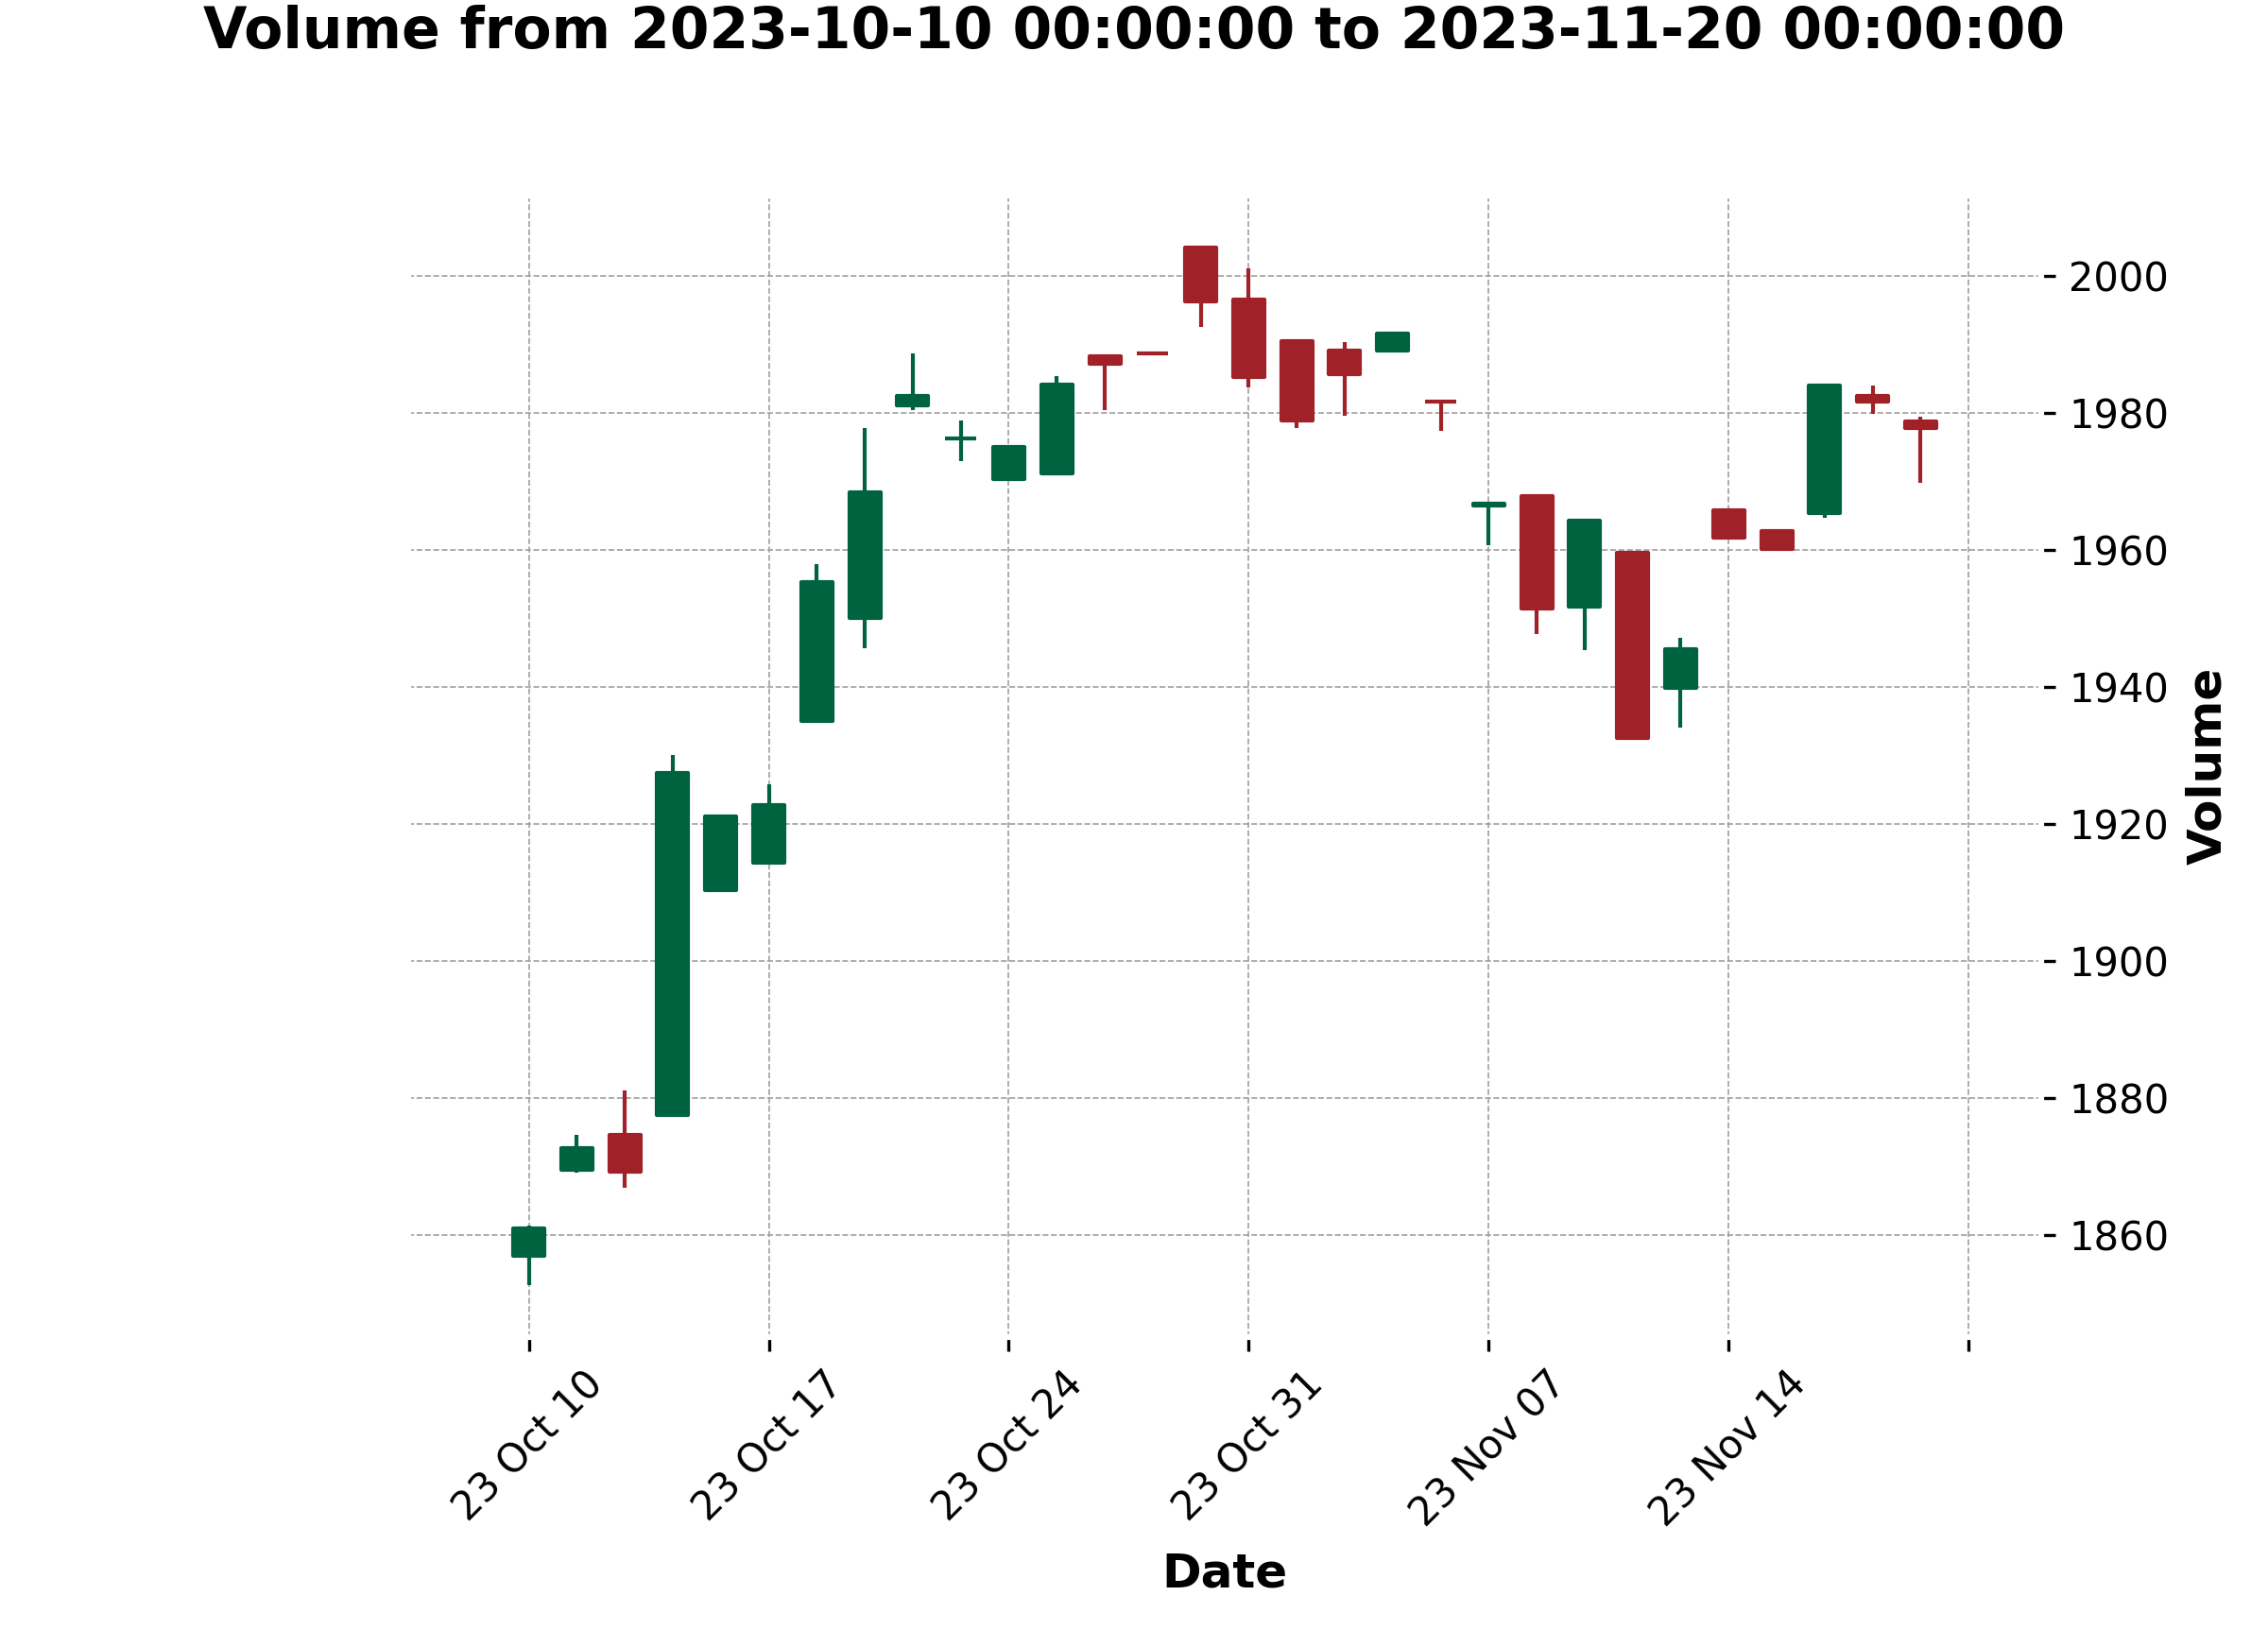 Volume from 2023-10-10 00:00:00 to 2023-11-20 00:00:00
2000
1980
1960
1940
1920
1900
1880
1860
Volume
23 Oct 10
23 Oct 17
23 Oct 24
23 Oct 31
23 Nov 07
23 Nov 14
Date